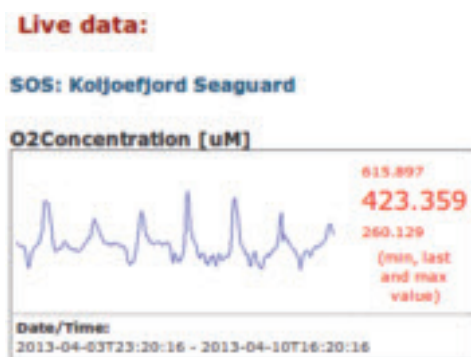 Live data:
SOS: Koljoefjord Seaguard
O2Concentration [uM]
615.897
423.359
260.129
(min, last
and max
value)
Date/Time:
2013-04-03T23:20:16 - 2013-04-10T16:20:16